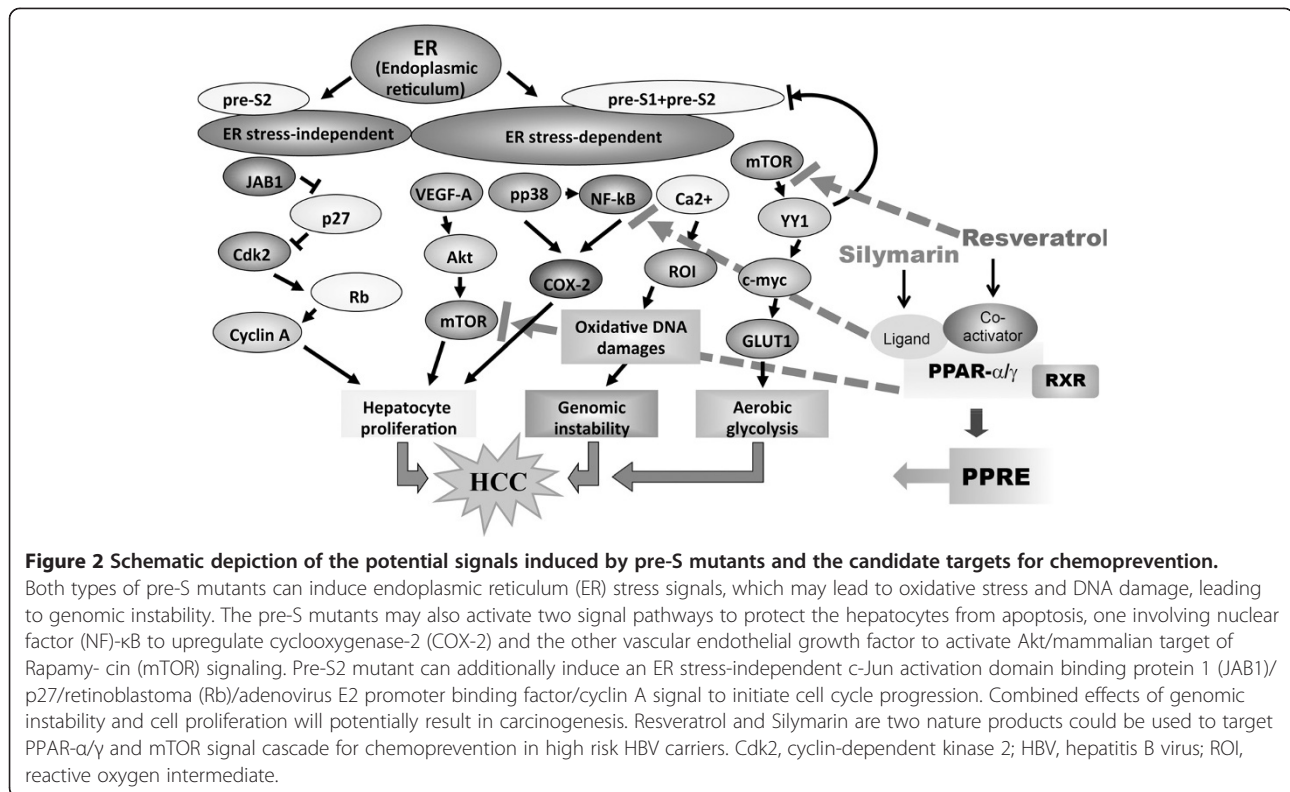 ER
(Endoplasmic
reticulum)
pre-S2
pre-S1+pre-S2
ER stress-independent
ER stress-dependent
JAB1
p27
Cdk2
Rb
Cyclin A
VEGF-A
Akt
mTOR
pp38
NF-kB
COX-2
Ca2+
ROI
Oxidative DNA
damages
mTOR
YY1
c-myc
GLUT1
Resveratrol
Silymarin
Ligand
Co-
activator
PPAR-α/γ
RXR
PPRE
Hepatocyte
proliferation
Genomic
instability
Aerobic
glycolysis
HCC
Figure 2 Schematic depiction of the potential signals induced by pre-S mutants and the candidate targets for chemoprevention.
Both types of pre-S mutants can induce endoplasmic reticulum (ER) stress signals, which may lead to oxidative stress and DNA damage, leading
to genomic instability. The pre-S mutants may also activate two signal pathways to protect the hepatocytes from apoptosis, one involving nuclear
factor (NF)-κB to upregulate cyclooxygenase-2 (COX-2) and the other vascular endothelial growth factor to activate Akt/mammalian target of
Rapamy- cin (mTOR) signaling. Pre-S2 mutant can additionally induce an ER stress-independent c-Jun activation domain binding protein 1 (JAB1)/
p27/retinoblastoma (Rb)/adenovirus E2 promoter binding factor/cyclin A signal to initiate cell cycle progression. Combined effects of genomic
instability and cell proliferation will potentially result in carcinogenesis. Resveratrol and Silymarin are two nature products could be used to target
PPAR-α/γ and mTOR signal cascade for chemoprevention in high risk HBV carriers. Cdk2, cyclin-dependent kinase 2; HBV, hepatitis B virus; ROI,
reactive oxygen intermediate.